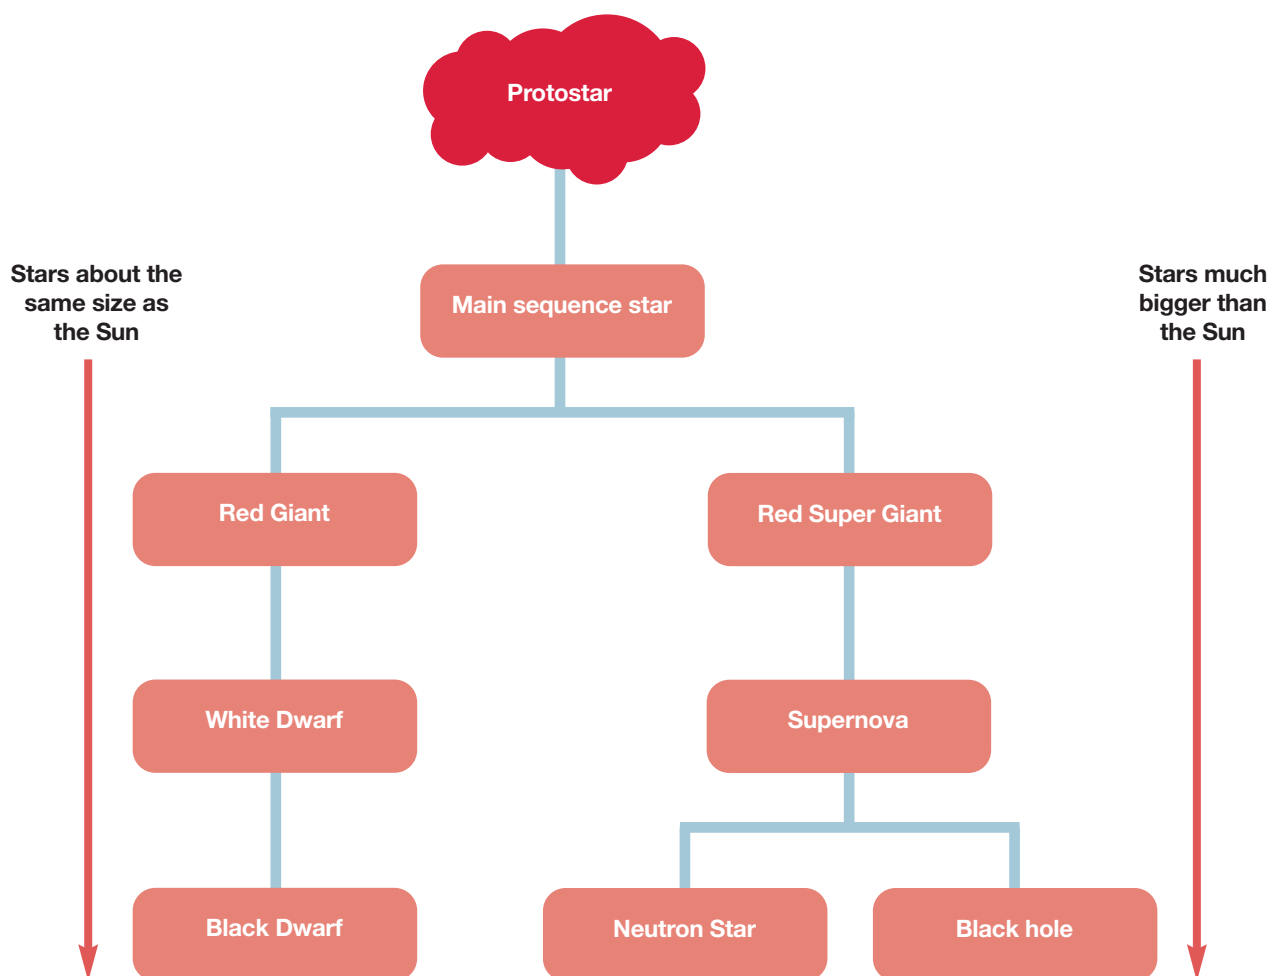 Protostar
Stars about the
same size as
the Sun
Stars much
bigger than
the Sun
Main sequence star
Red Giant
Red Super Giant
White Dwarf
Supernova
Black Dwarf
Neutron Star
Black hole